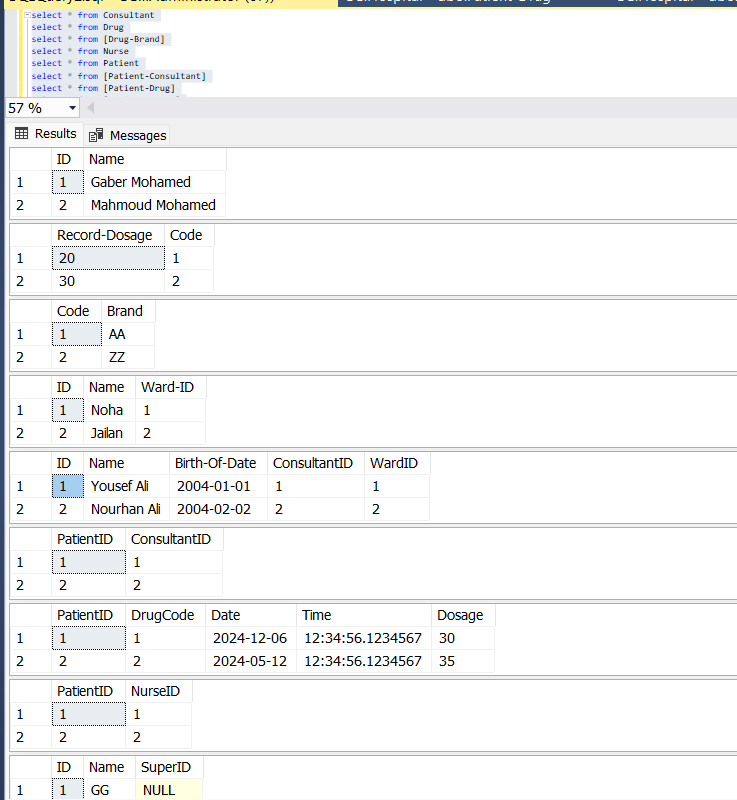 select * from Consultant
select * from Drug
select * from [Drug-Brand]
select * from Nurse
select * from Patient
select * from [Patient-Consultant]
select * from [Patient-Drug]
57 %
Results Messages
ID Name
1 1 Gaber Mohamed
2 2 Mahmoud Mohamed
Record-Dosage Code
1 20 1
2 30 2
Code Brand
1 1 AA
2 2 ZZ
ID Name Ward-ID
1 1 Noha 1
2 2 Jailan 2
ID Name Birth-Of-Date ConsultantID WardID
1 1 Yousef Ali 2004-01-01 1 1
2 2 Nourhan Ali 2004-02-02 2 2
PatientID ConsultantID
1 1 1
2 2 2
PatientID DrugCode Date Time Dosage
1 1 1 2024-12-06 12:34:56.1234567 30
2 2 2 2024-05-12 12:34:56.1234567 35
PatientID NurseID
1 1 1
2 2 2
ID Name SuperID
1 1 GG NULL